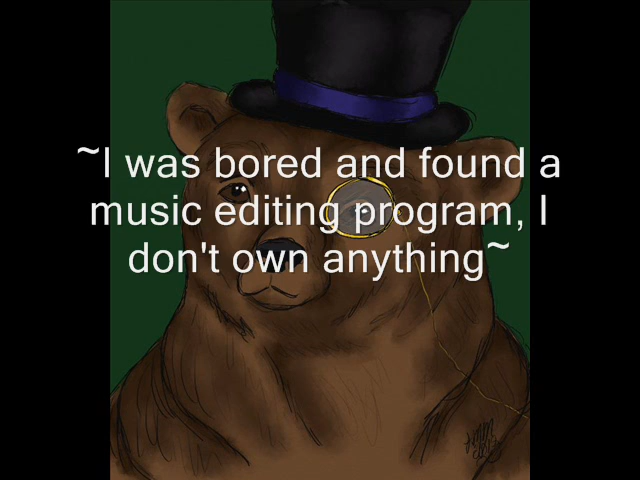 ~I was bored and found a
music editing program, I
don't own anything~